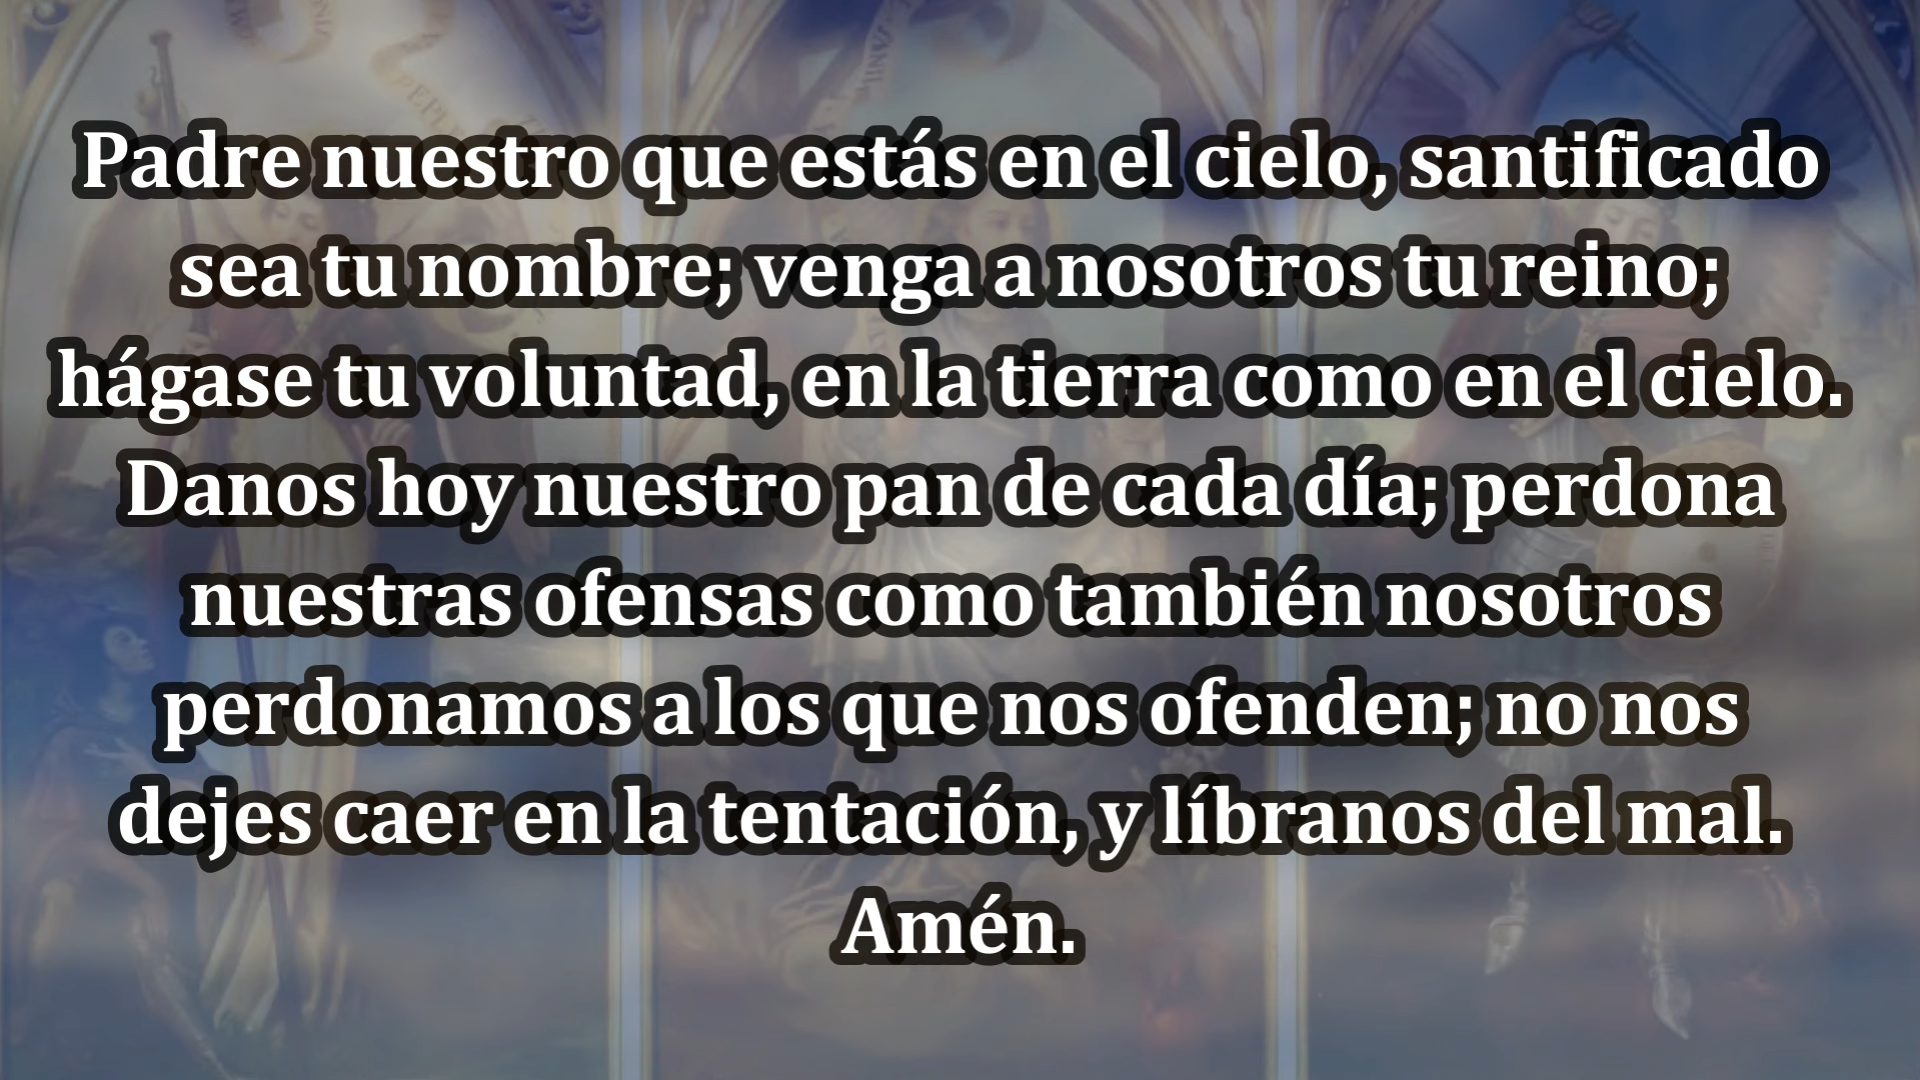 Padre nuestro que estás en el cielo, santificado
sea tu nombre; venga a nosotros tu reino;
hágase tu voluntad, en la tierra como en el cielo.
Danos hoy nuestro pan de cada día; perdona
nuestras ofensas como también nosotros
perdonamos a los que nos ofenden; no nos
dejes caer en la tentación, y líbranos del mal.
Amén.